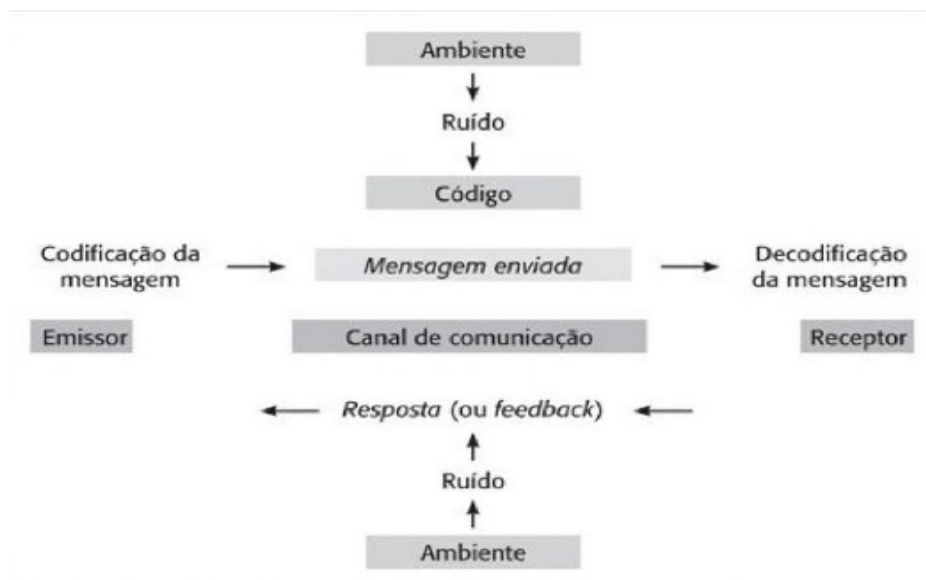 Ambiente
Ruído
Código
Codificação da
mensagem
Mensagem enviada
Decodificação
da mensagem
Emissor
Canal de comunicação
Receptor
Resposta (ou feedback)
Ruído
Ambiente